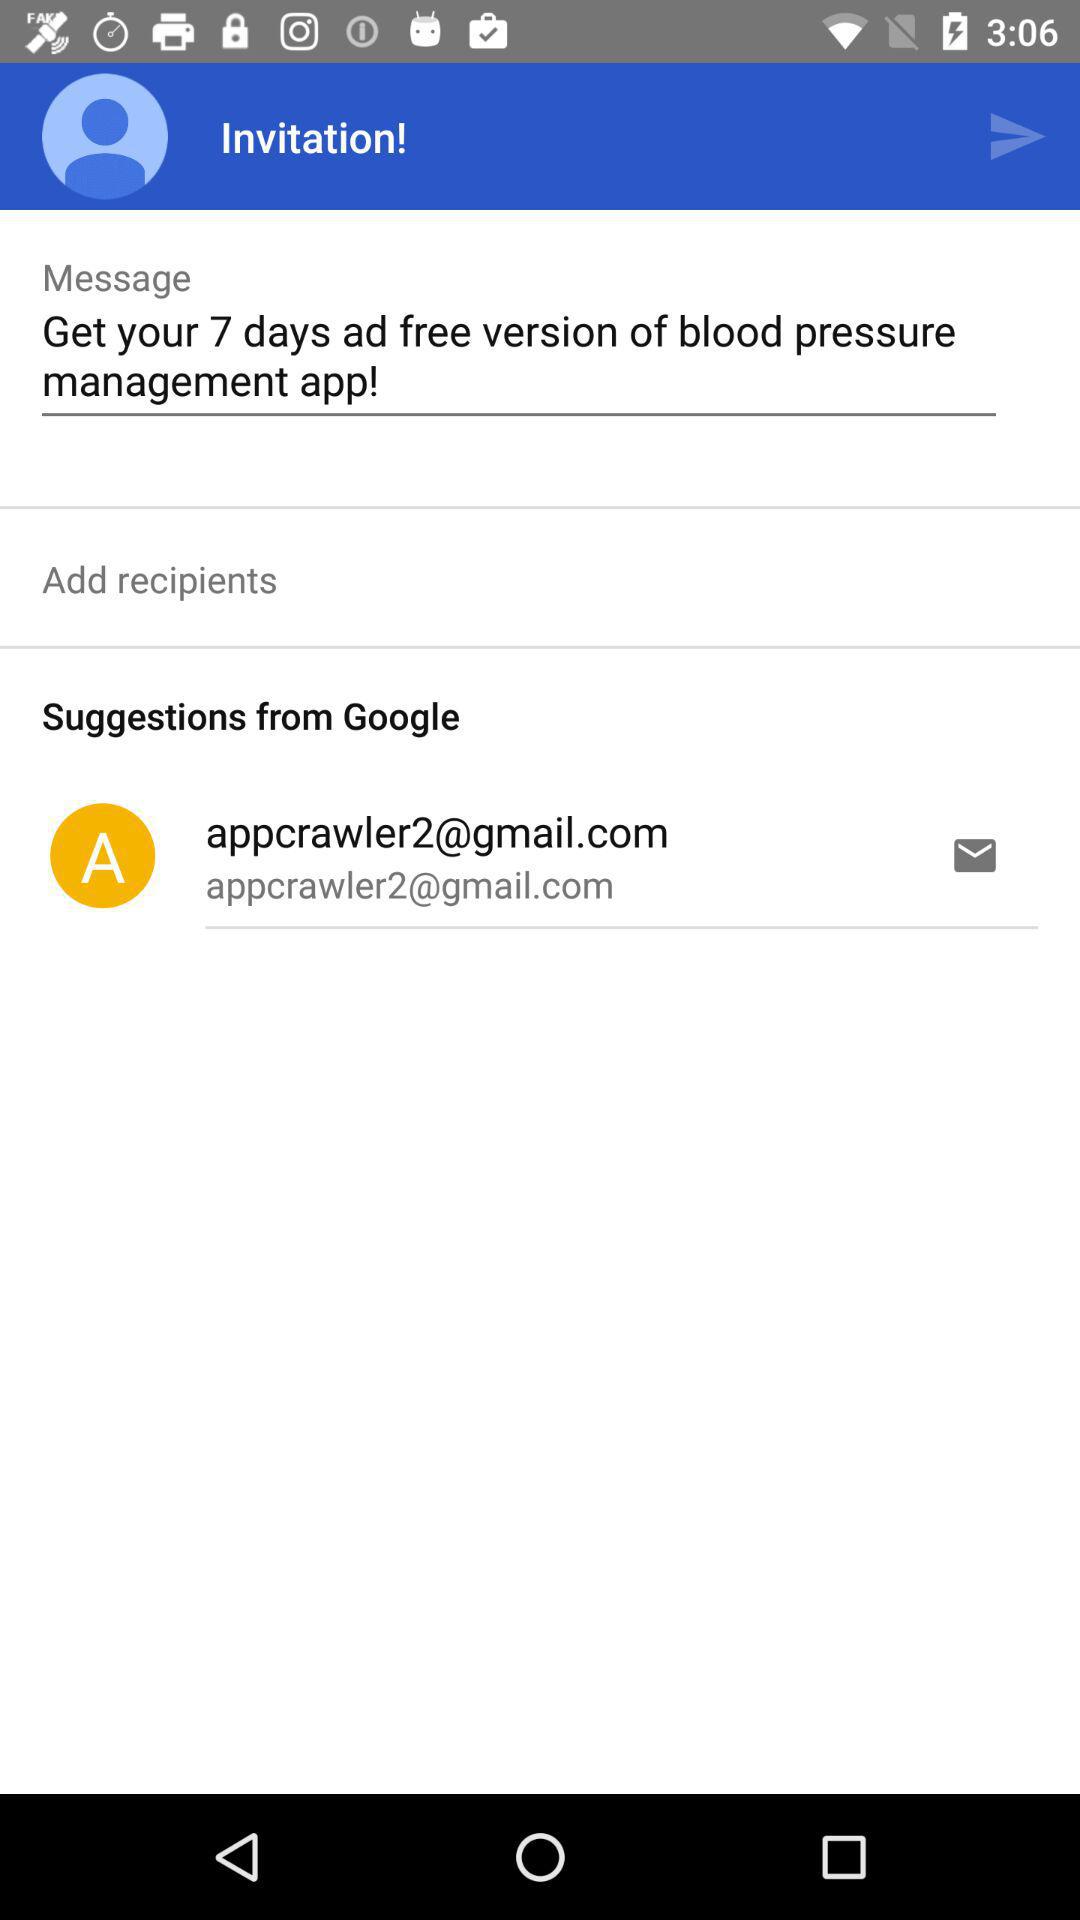 FAKE
3:06
Invitation!
Message
Get your 7 days ad free version of blood pressure
management app!
Add recipients
Suggestions from Google
A
appcrawler2@gmail.com
appcrawler2@gmail.com